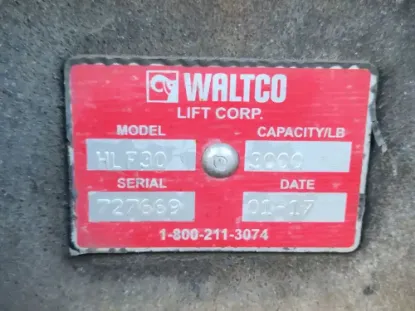 WALTCO
LIFT CORP.
MODEL CAPACITY/LB
HLF30 3000
SERIAL DATE
727669 01-17
1-800-211-3074